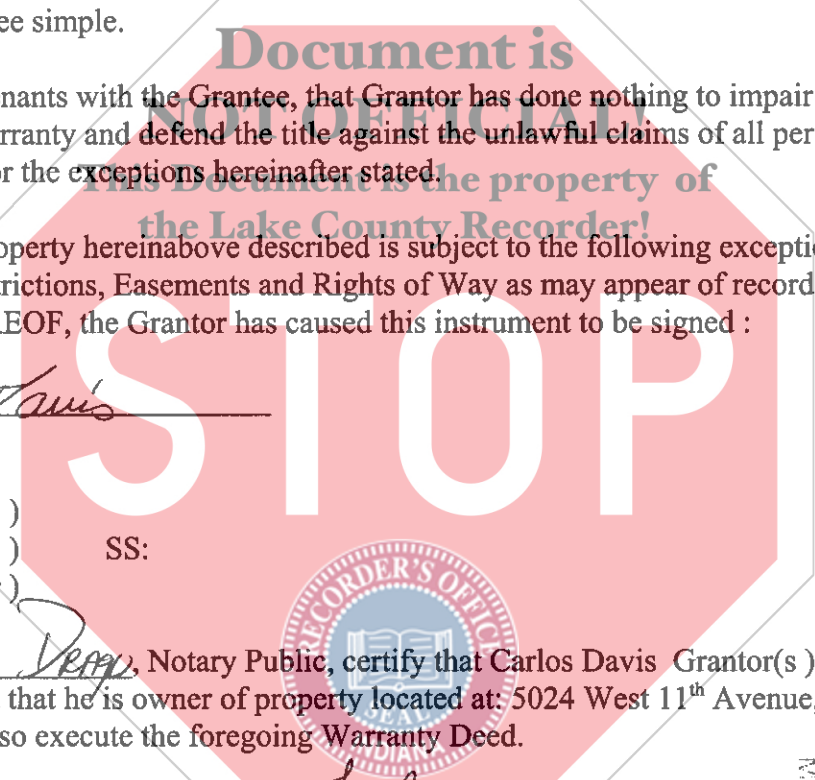 ee simple.
Document is
nants with the Grantee, that Grantor has done nothing to impair
NOT OFFICIAL!
rranty and defend the title against the unlawful claims of all per
or the exceptions hereinafter stated.
This Document is the property of
the Lake County Recorder!
operty hereinabove described is subject to the following excepti
trictions, Easements and Rights of Way as may appear of record
REOF, the Grantor has caused this instrument to be signed :
Davis
STOP
)
) SS:
)
RECORDER'S OFFICE
, Notary Public, certify that Carlos Davis Grantor(s )
that he is owner of property located at: 5024 West 11th Avenue,
SEAL
so execute the foregoing Warranty Deed.
INDIANA